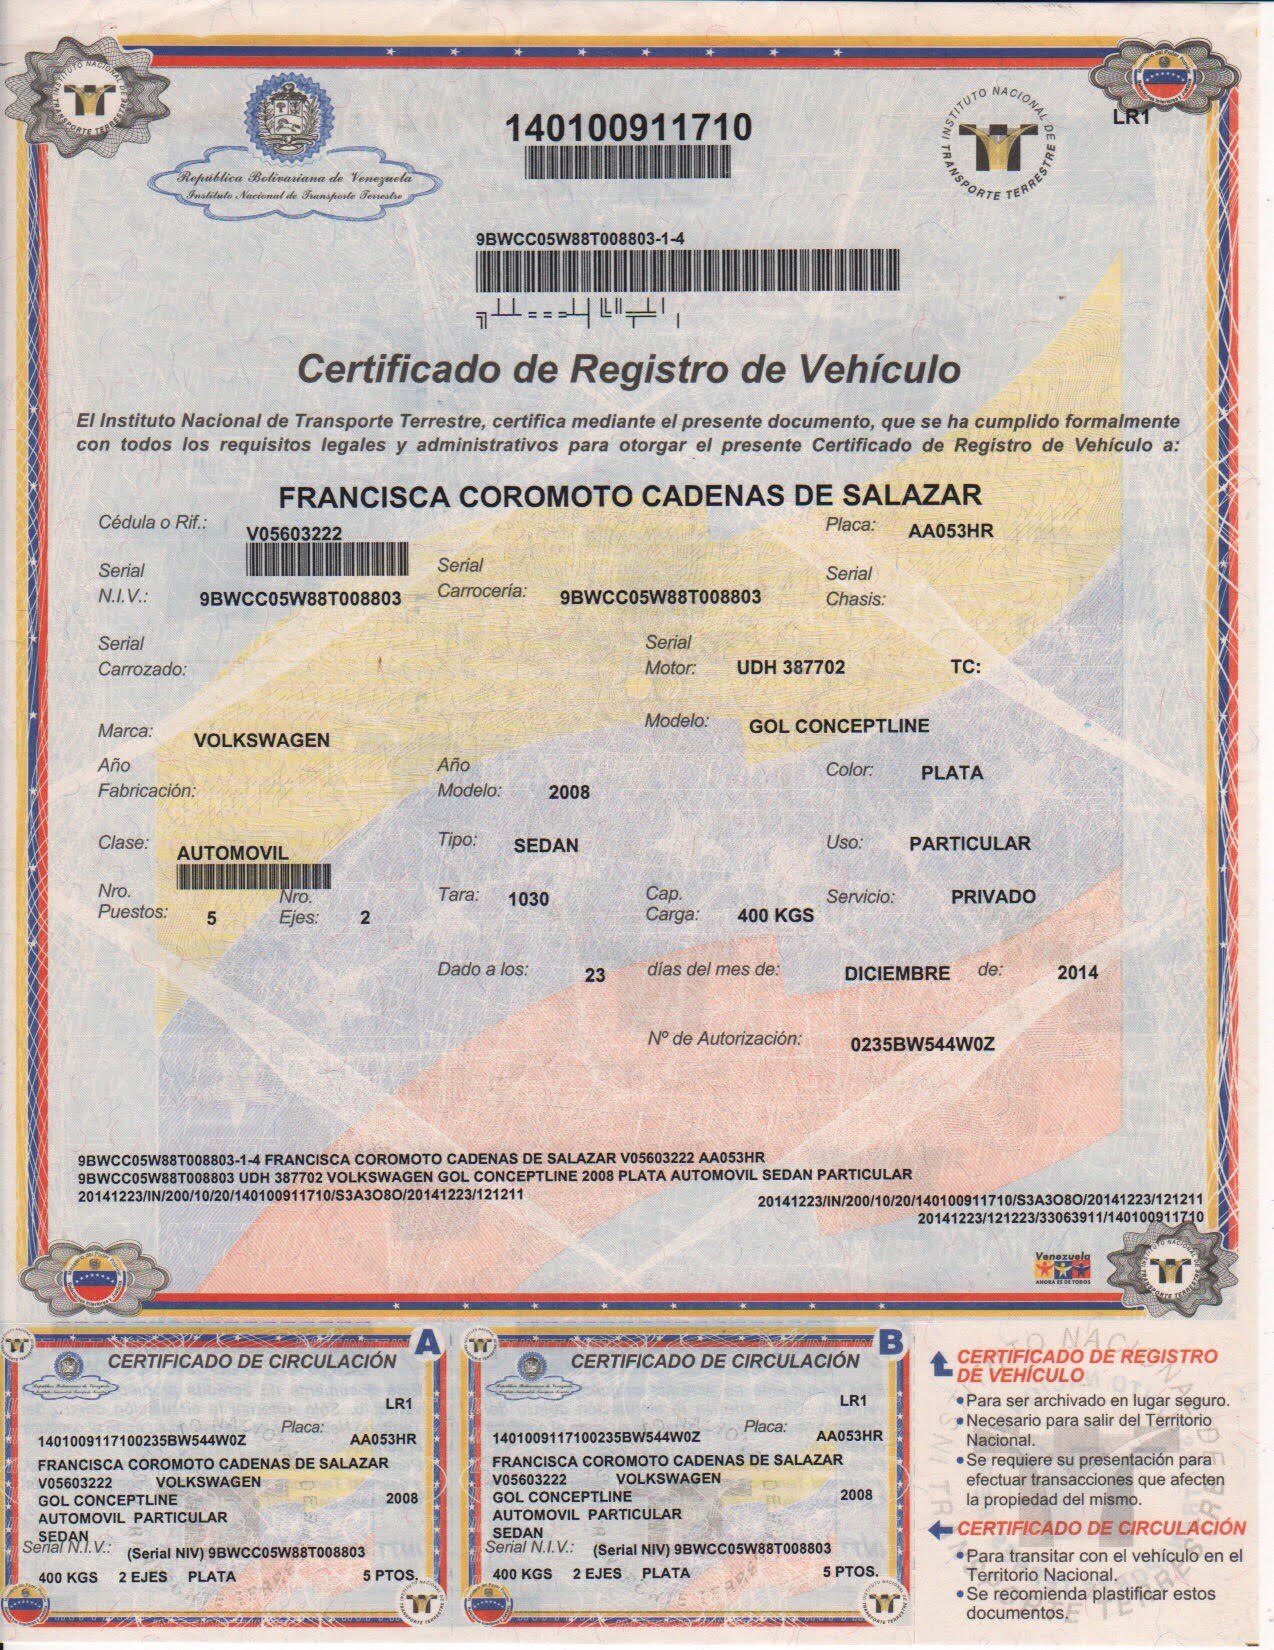 INSTITUTO NACIONAL DE TRANSPORTE TERRESTRE
140100911710
INSTITUTO NACIONAL DE TRANSPORTE TERRESTRE
LR1
República Bolivariana de Venezuela
Instituto Nacional de Transporte Terrestre
9BWCC05W88T008803-1-4
Certificado de Registro de Vehículo
El Instituto Nacional de Transporte Terrestre, certifica mediante el presente documento, que se ha cumplido formalmente
con todos los requisitos legales y administrativos para otorgar el presente Certificado de Registro de Vehículo a:
FRANCISCA COROMOTO CADENAS DE SALAZAR
Cédula o Rif.: V05603222 Placa: AA053HR
Serial N.I.V.: 9BWCC05W88T008803 Serial Carrocería: 9BWCC05W88T008803 Serial Chasis:
Serial Carrozado: Serial Motor: UDH 387702 TC:
Marca: VOLKSWAGEN Modelo: GOL CONCEPTLINE
Año Fabricación: Año Modelo: 2008 Color: PLATA
Clase: AUTOMOVIL Tipo: SEDAN Uso: PARTICULAR
Nro. Puestos: 5 Nro. Ejes: 2 Tara: 1030 Cap. Carga: 400 KGS Servicio: PRIVADO
Dado a los: 23 días del mes de: DICIEMBRE de: 2014
Nº de Autorización: 0235BW544W0Z
9BWCC05W88T008803-1-4 FRANCISCA COROMOTO CADENAS DE SALAZAR V05603222 AA053HR
9BWCC05W88T008803 UDH 387702 VOLKSWAGEN GOL CONCEPTLINE 2008 PLATA AUTOMOVIL SEDAN PARTICULAR
20141223/IN/200/10/20/140100911710/S3A3O8O/20141223/121211
20141223/IN/200/10/20/140100911710/S3A3O8O/20141223/121211
20141223/121223/33063911/140100911710
Venezuela
AHORA ES DE TODOS
A
CERTIFICADO DE CIRCULACIÓN
LR1
Placa:
1401009117100235BW544W0Z AA053HR
FRANCISCA COROMOTO CADENAS DE SALAZAR
V05603222 VOLKSWAGEN
GOL CONCEPTLINE 2008
AUTOMOVIL PARTICULAR
SEDAN
Serial N.I.V.: (Serial NIV) 9BWCC05W88T008803
400 KGS 2 EJES PLATA 5 PTOS.
B
CERTIFICADO DE CIRCULACIÓN
LR1
Placa:
1401009117100235BW544W0Z AA053HR
FRANCISCA COROMOTO CADENAS DE SALAZAR
V05603222 VOLKSWAGEN
GOL CONCEPTLINE 2008
AUTOMOVIL PARTICULAR
SEDAN
Serial N.I.V.: (Serial NIV) 9BWCC05W88T008803
400 KGS 2 EJES PLATA 5 PTOS.
CERTIFICADO DE REGISTRO
DE VEHÍCULO
•Para ser archivado en lugar seguro.
•Necesario para salir del Territorio
Nacional.
•Se requiere su presentación para
efectuar transacciones que afecten
la propiedad del mismo.
CERTIFICADO DE CIRCULACIÓN
•Para transitar con el vehículo en el
Territorio Nacional.
•Se recomienda plastificar estos
documentos.